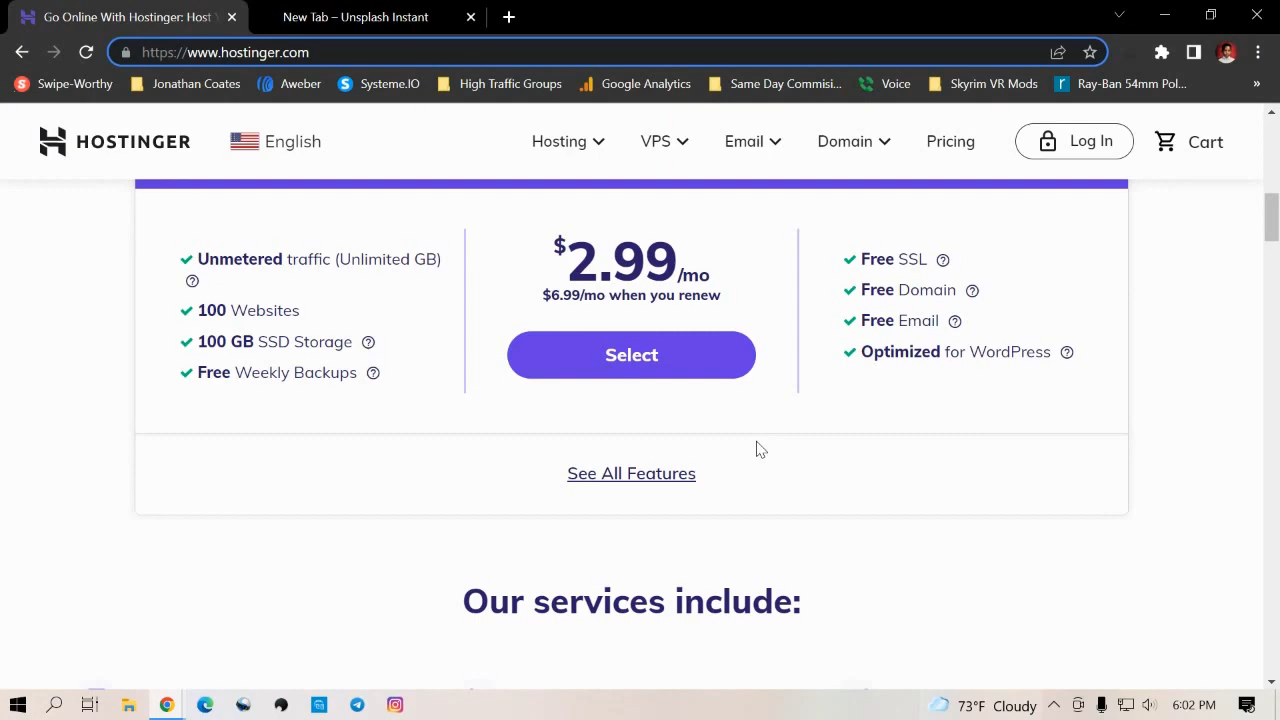 Go Online With Hostinger: Host
New Tab – Unsplash Instant
https://www.hostinger.com
Swipe-Worthy
Jonathan Coates
Aweber
Systeme.IO
High Traffic Groups
Google Analytics
Same Day Commisi...
Voice
Skyrim VR Mods
Ray-Ban 54mm Pol...
»
HOSTINGER
English
Hosting
VPS
Email
Domain
Pricing
Log In
Cart
Unmetered traffic (Unlimited GB)
100 Websites
100 GB SSD Storage
Free Weekly Backups
$2.99/mo
$6.99/mo when you renew
Select
Free SSL
Free Domain
Free Email
Optimized for WordPress
See All Features
Our services include:
73°F Cloudy
6:02 PM